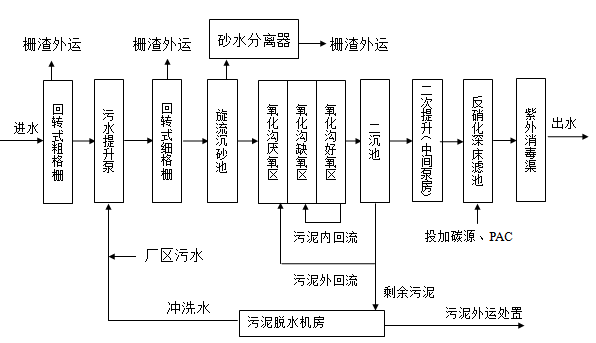 栅渣外运
栅渣外运
砂水分离器
栅渣外运
进水
回转式粗格栅
污水提升泵
回转式细格栅
旋流沉砂池
氧化沟厌氧区
氧化沟缺氧区
氧化沟好氧区
二沉池
二次提升（中间泵房）
反硝化深床滤池
紫外消毒渠
出水
污泥内回流
投加碳源、PAC
厂区污水
污泥外回流
剩余污泥
冲洗水
污泥脱水机房
污泥外运处置